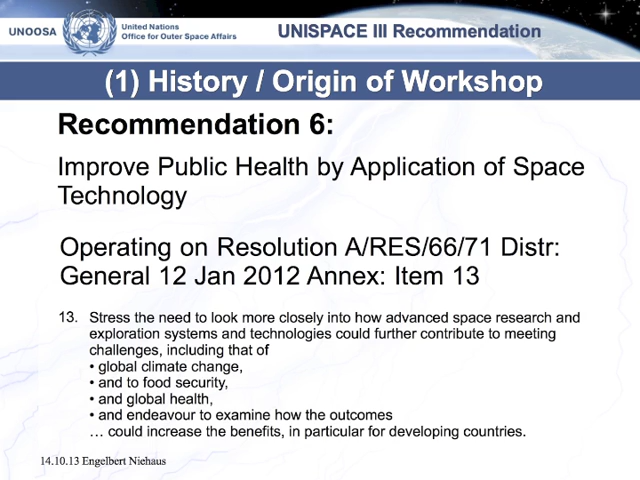 UNOOSA
United Nations
Office for Outer Space Affairs
UNISPACE III Recommendation
(1) History / Origin of Workshop
Recommendation 6:
Improve Public Health by Application of Space
Technology
Operating on Resolution A/RES/66/71 Distr:
General 12 Jan 2012 Annex: Item 13
13. Stress the need to look more closely into how advanced space research and
exploration systems and technologies could further contribute to meeting
challenges, including that of
• global climate change,
• and to food security,
• and global health,
• and endeavour to examine how the outcomes
… could increase the benefits, in particular for developing countries.
14.10.13 Engelbert Niehaus